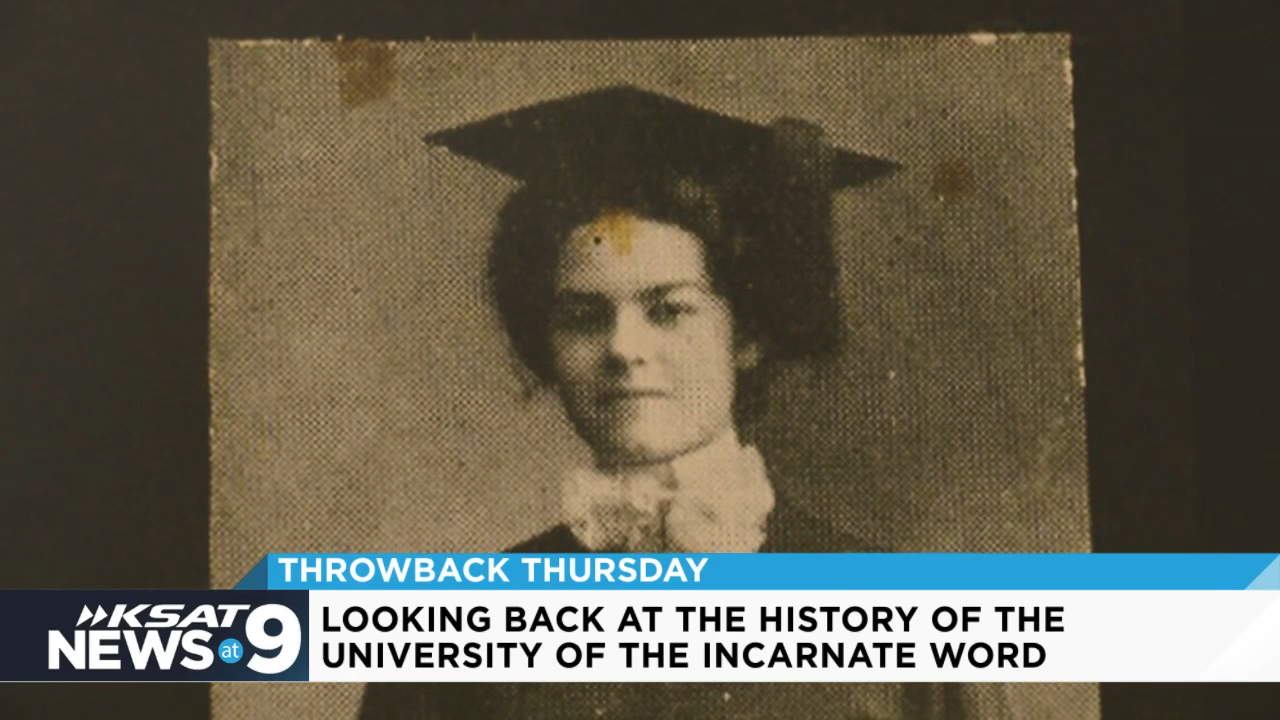 THROWBACK THURSDAY
KSAT
NEWS at 9
LOOKING BACK AT THE HISTORY OF THE
UNIVERSITY OF THE INCARNATE WORD